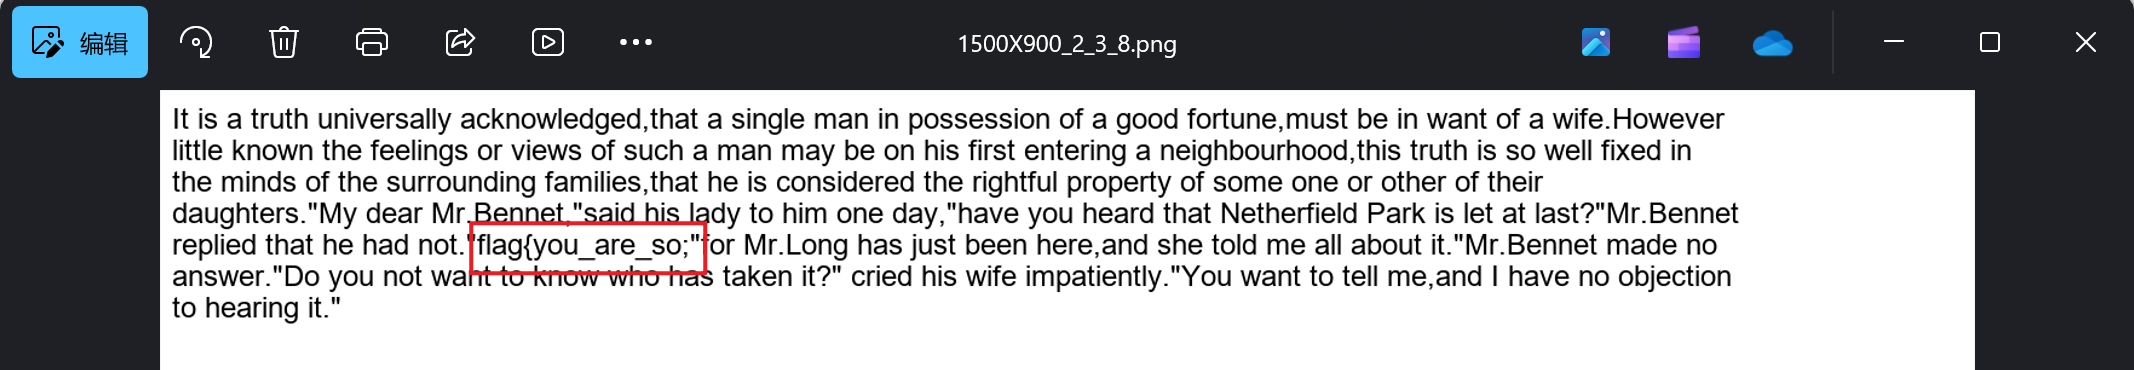 编辑
1500X900_2_3_8.png
It is a truth universally acknowledged,that a single man in possession of a good fortune,must be in want of a wife.However
little known the feelings or views of such a man may be on his first entering a neighbourhood,this truth is so well fixed in
the minds of the surrounding families,that he is considered the rightful property of some one or other of their
daughters."My dear Mr.Bennet,"said his lady to him one day,"have you heard that Netherfield Park is let at last?"Mr.Bennet
replied that he had not."flag{you_are_so;"for Mr.Long has just been here,and she told me all about it."Mr.Bennet made no
answer."Do you not want to know who has taken it?" cried his wife impatiently."You want to tell me,and I have no objection
to hearing it."